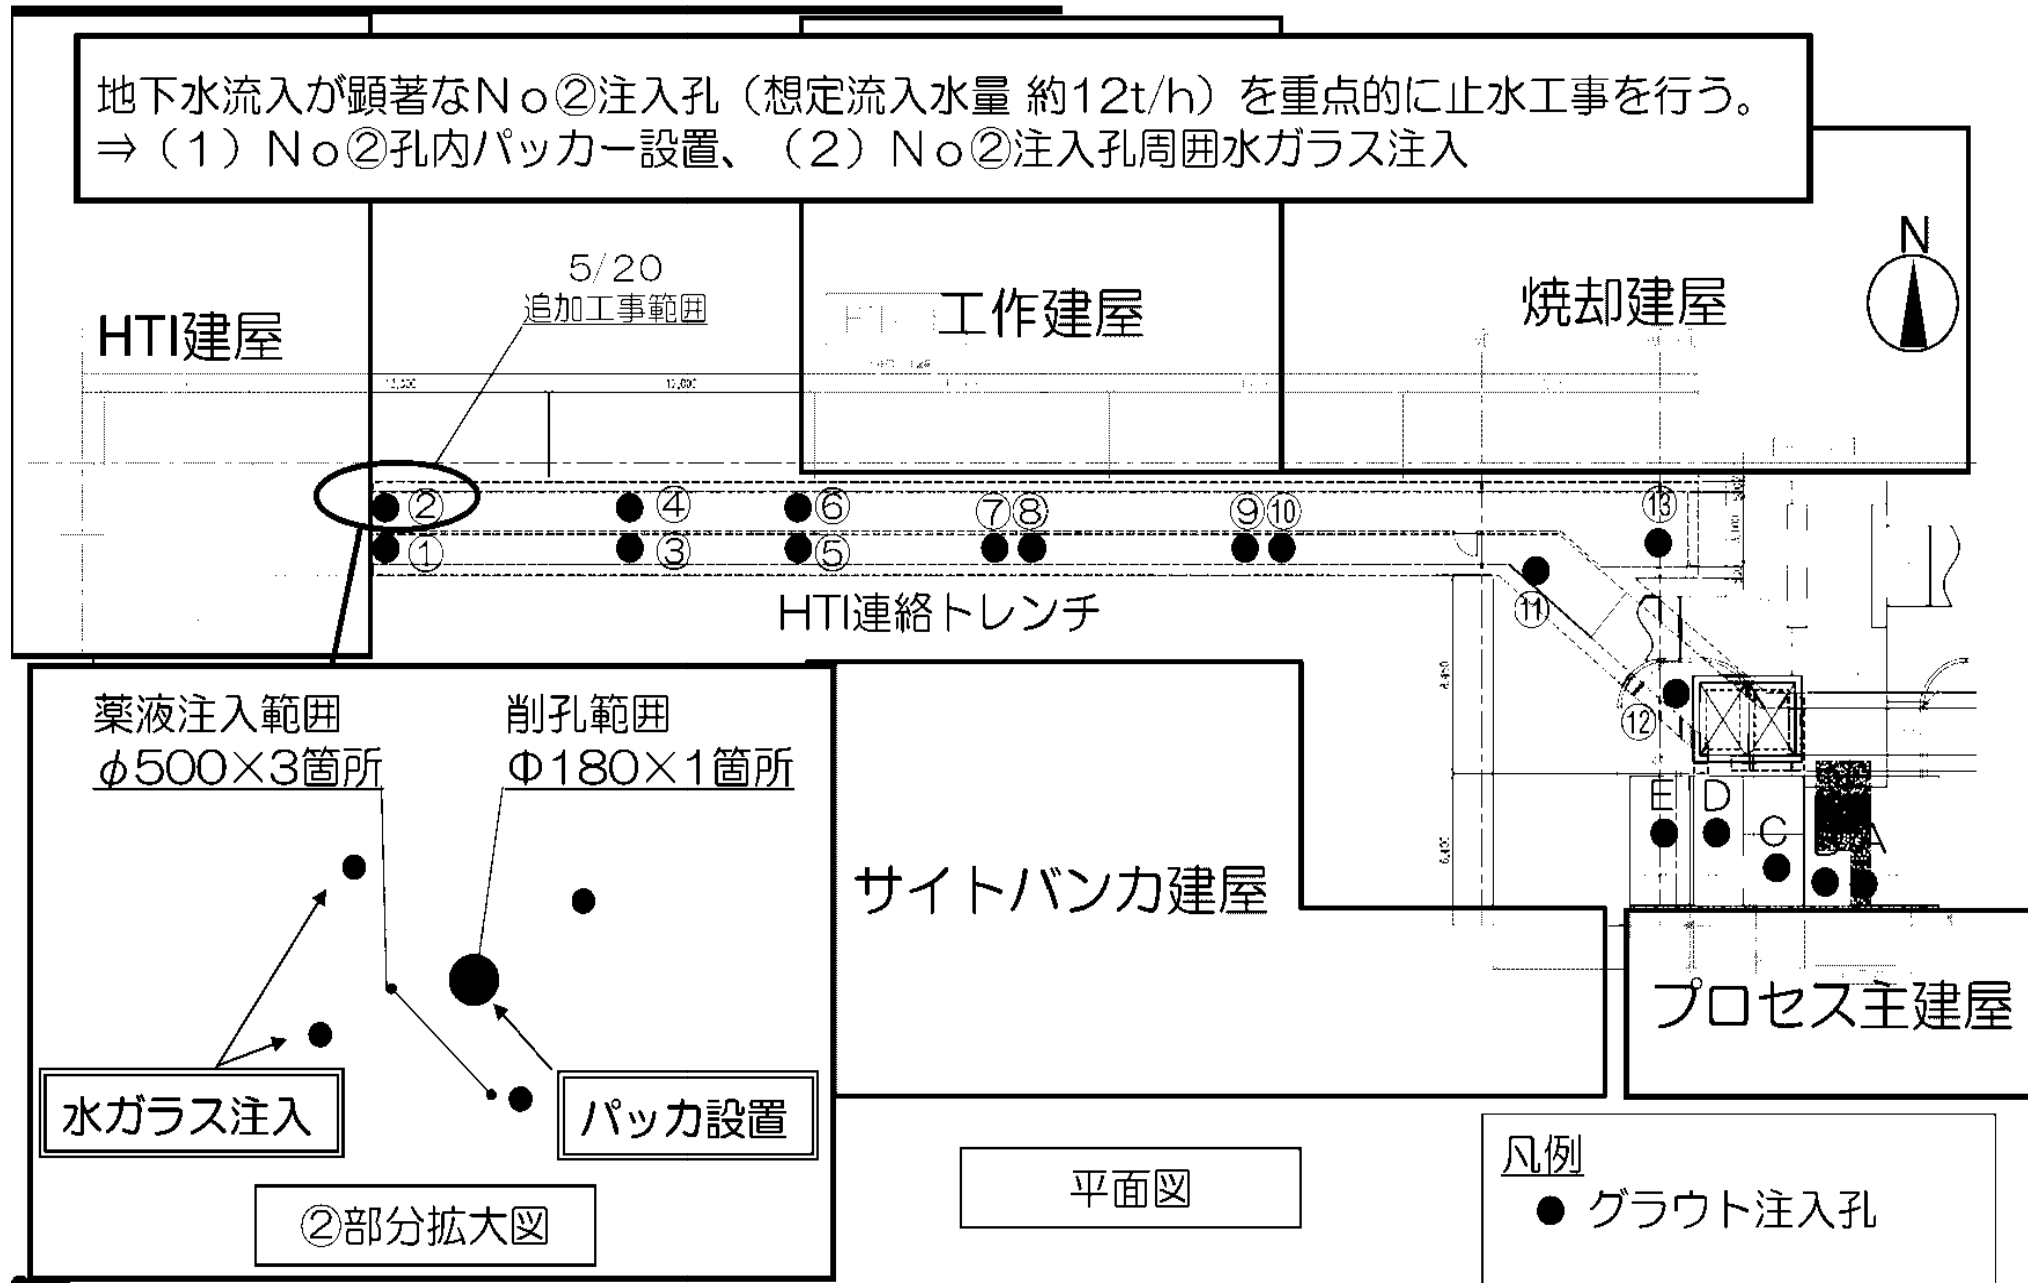 地下水流入が顕著なNo②注入孔（想定流入水量 約12t/h）を重点的に止水工事を行う。
⇒（1）No②孔内パッカー設置、（2）No②注入孔周囲水ガラス注入
N
5/20
追加工事範囲
HTI建屋
工作建屋
焼却建屋
12,000
② ④ ⑥ ⑦ ⑧ ⑨ ⑩ ⑬
① ③ ⑤
⑪
HTI連絡トレンチ
⑫
E D
C
A
薬液注入範囲
φ500×3箇所
削孔範囲
Φ180×1箇所
水ガラス注入
パッカ設置
②部分拡大図
サイトバンカ建屋
プロセス主建屋
平面図
凡例
● グラウト注入孔